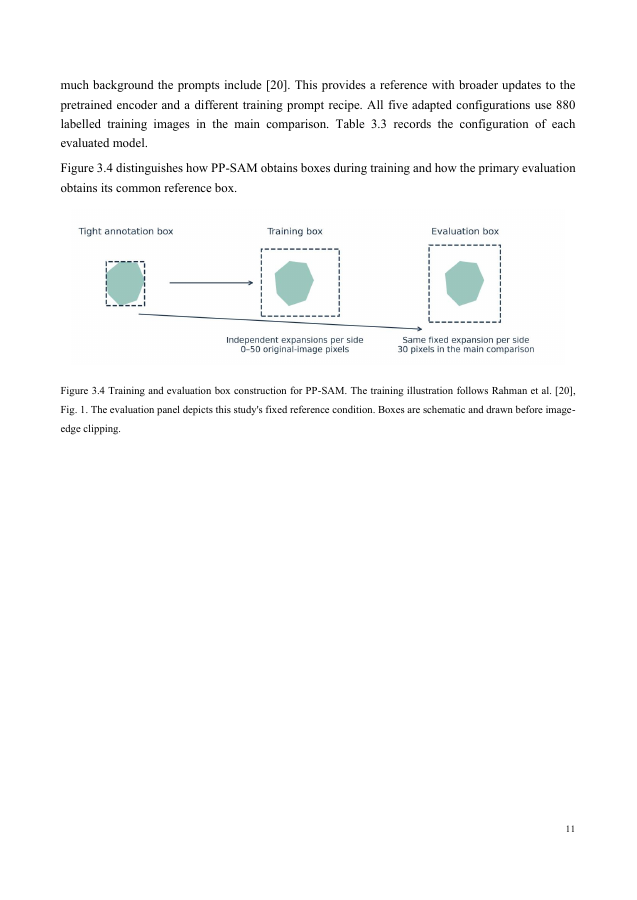 much background the prompts include [20]. This provides a reference with broader updates to the
pretrained encoder and a different training prompt recipe. All five adapted configurations use 880
labelled training images in the main comparison. Table 3.3 records the configuration of each
evaluated model.
Figure 3.4 distinguishes how PP-SAM obtains boxes during training and how the primary evaluation
obtains its common reference box.
Tight annotation box
Training box
Evaluation box
Independent expansions per side
0–50 original-image pixels
Same fixed expansion per side
30 pixels in the main comparison
Figure 3.4 Training and evaluation box construction for PP-SAM. The training illustration follows Rahman et al. [20],
Fig. 1. The evaluation panel depicts this study's fixed reference condition. Boxes are schematic and drawn before image-
edge clipping.
11